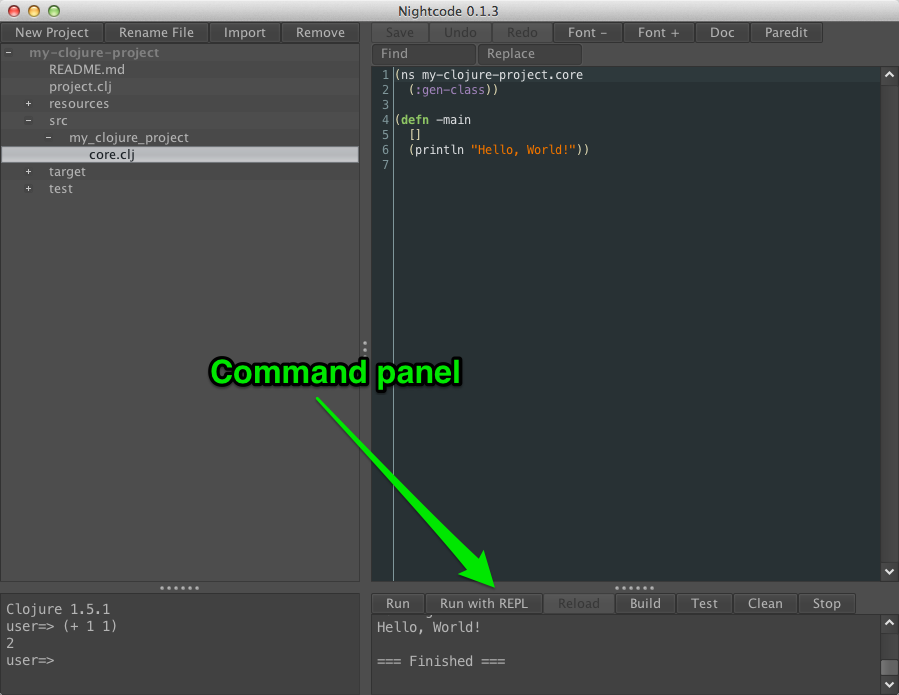 Nightcode 0.1.3
New Project Rename File Import Remove
Save Undo Redo Font - Font + Doc Paredit
Find Replace
- my-clojure-project
README.md
project.clj
+ resources
- src
- my_clojure_project
core.clj
+ target
+ test
1 (ns my-clojure-project.core
2 (:gen-class))
3
4 (defn -main
5 []
6 (println "Hello, World!"))
7
Command panel
Clojure 1.5.1
user=> (+ 1 1)
2
user=>
Run Run with REPL Reload Build Test Clean Stop
Hello, World!
=== Finished ===